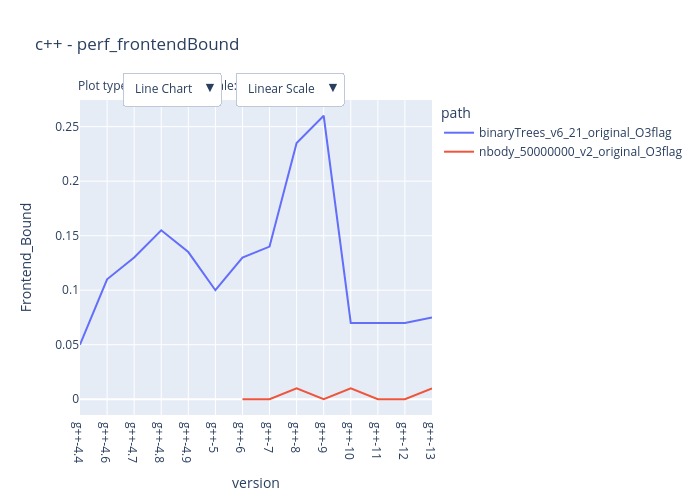 c++ - perf_frontendBound
Plot type
Line Chart ▼
ale:
Linear Scale ▼
path
binaryTrees_v6_21_original_O3flag
nbody_50000000_v2_original_O3flag
Frontend_Bound
0.25
0.2
0.15
0.1
0.05
0
g++-4.4
g++-4.6
g++-4.7
g++-4.8
g++-4.9
g++-5
g++-6
g++-7
g++-8
g++-9
g++-10
g++-11
g++-12
g++-13
version